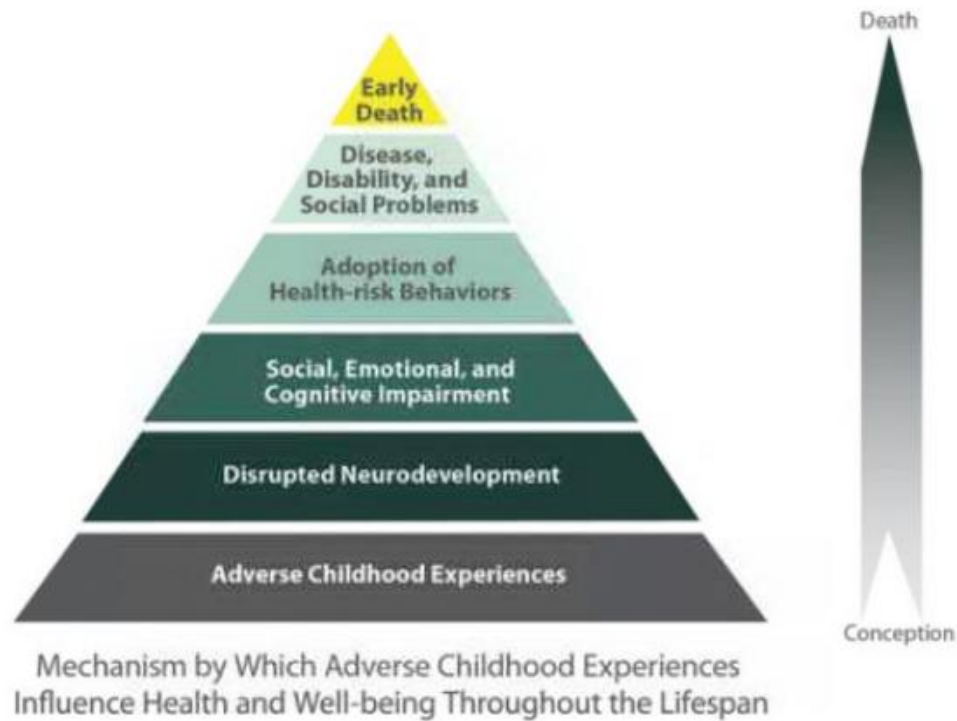 Death
Early
Death
Disease,
Disability, and
Social Problems
Adoption of
Health-risk Behaviors
Social, Emotional, and
Cognitive Impairment
Disrupted Neurodevelopment
Adverse Childhood Experiences
Conception
Mechanism by Which Adverse Childhood Experiences
Influence Health and Well-being Throughout the Lifespan